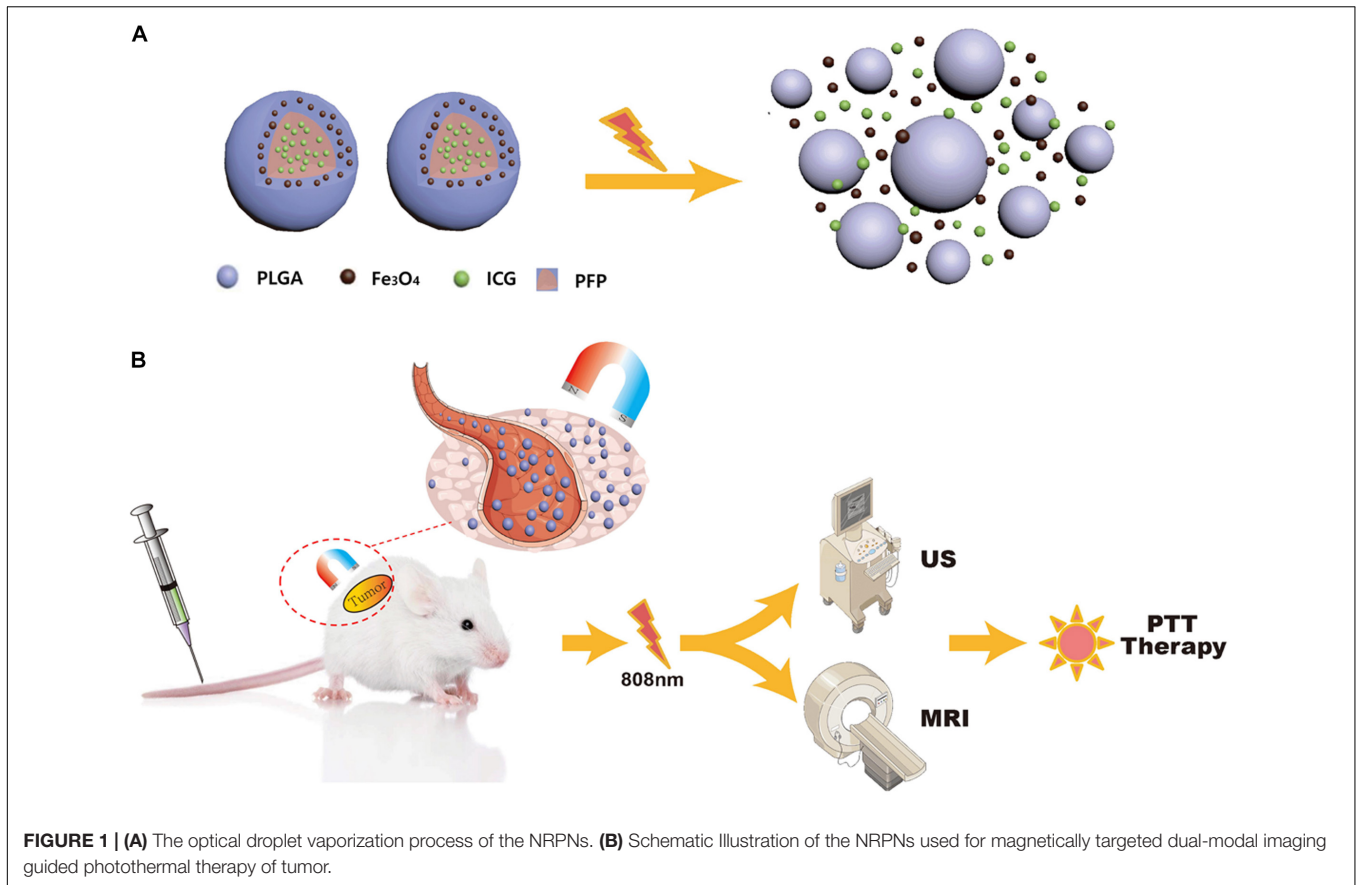 A
PLGA Fe₃O₄ ICG PFP
B
N
S
Tumor
808nm
US
MRI
PTT
Therapy
FIGURE 1 | (A) The optical droplet vaporization process of the NRPNs. (B) Schematic Illustration of the NRPNs used for magnetically targeted dual-modal imaging
guided photothermal therapy of tumor.